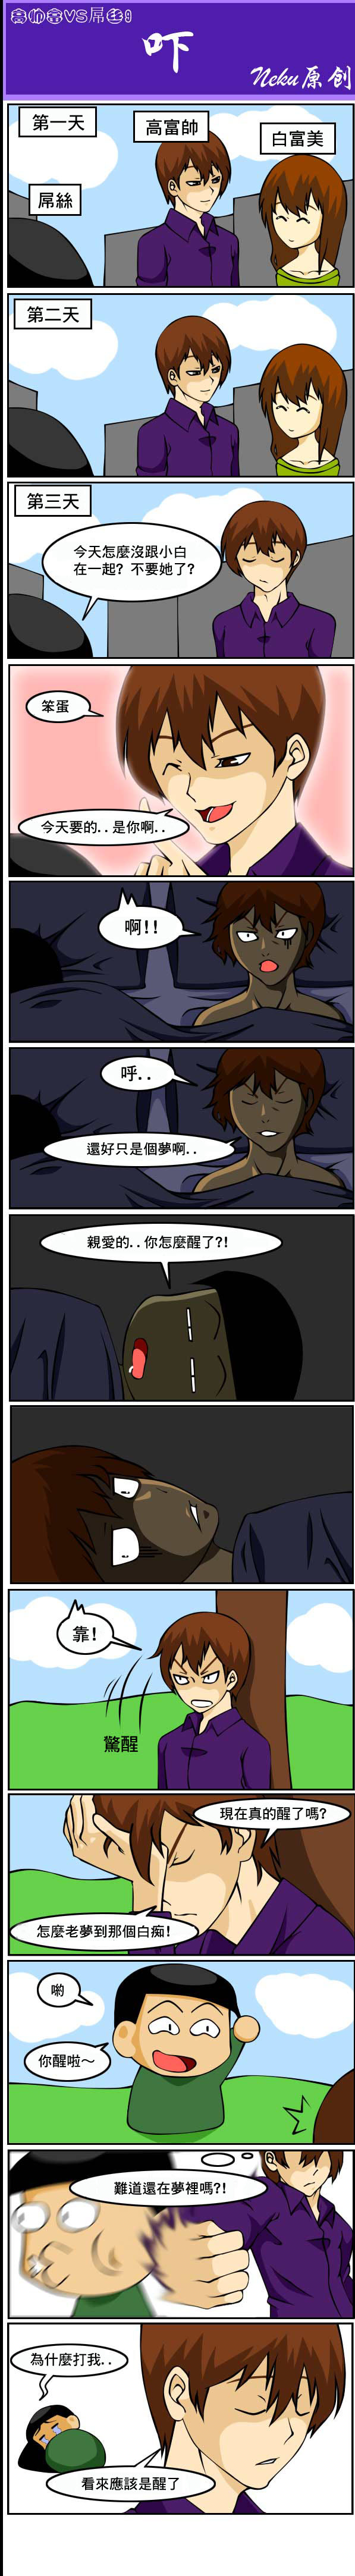 高帅富VS屌丝9
吓
Neku原創
第一天
高富帥
白富美
屌絲
第二天
第三天
今天怎麼沒跟小白
在一起？不要她了？
笨蛋
今天要的..是你啊..
啊!!
呼..
還好只是個夢啊..
親愛的..你怎麼醒了?!
靠！
驚醒
現在真的醒了嗎?
怎麼老夢到那個白痴!
喲
你醒啦～
難道還在夢裡嗎?!
為什麼打我..
看來應該是醒了